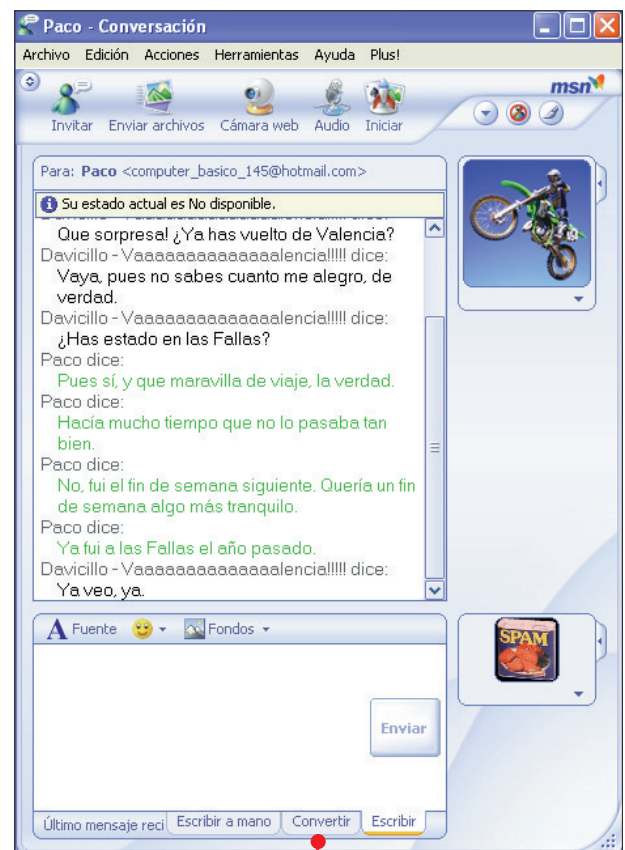 Paco - Conversación
Archivo Edición Acciones Herramientas Ayuda Plus!
msn
Invitar Enviar archivos Cámara web Audio Iniciar
Para: Paco <computer_basico_145@hotmail.com>
Su estado actual es No disponible.
Davicillo - Vaaaaaaaaaaaaaaalencia!!!!! dice:
Que sorpresa! ¿Ya has vuelto de Valencia?
Davicillo - Vaaaaaaaaaaaaaaalencia!!!!! dice:
Vaya, pues no sabes cuanto me alegro, de
verdad.
Davicillo - Vaaaaaaaaaaaaaaalencia!!!!! dice:
¿Has estado en las Fallas?
Paco dice:
Pues sí, y que maravilla de viaje, la verdad.
Paco dice:
Hacía mucho tiempo que no lo pasaba tan
bien.
Paco dice:
No, fui el fin de semana siguiente. Quería un fin
de semana algo más tranquilo.
Paco dice:
Ya fui a las Fallas el año pasado.
Davicillo - Vaaaaaaaaaaaaaaalencia!!!!! dice:
Ya veo, ya.
A Fuente Fondos
SPAM
Enviar
Último mensaje reci Escribir a mano Convertir Escribir